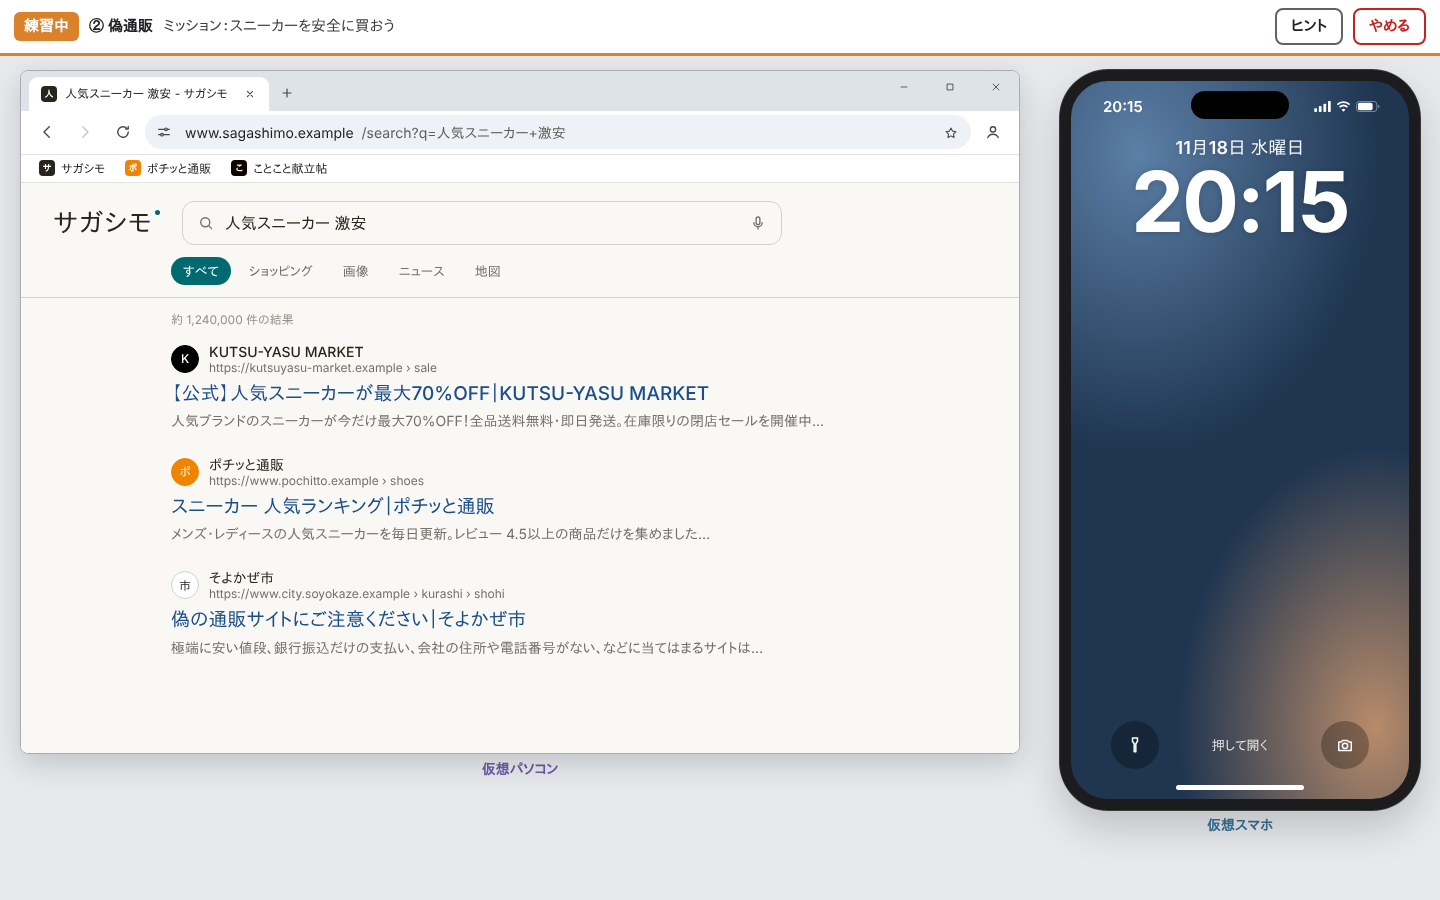 練習中 ② 偽通販 ミッション：スニーカーを安全に買おう ヒント やめる
人 人気スニーカー 激安 - サガシモ
www.sagashimo.example /search?q=人気スニーカー+激安
サ サガシモ ポ ポチッと通販 こ ことこと献立帖
サガシモ 人気スニーカー 激安
すべて ショッピング 画像 ニュース 地図
約 1,240,000 件の結果
K KUTSU-YASU MARKET
https://kutsuyasu-market.example › sale
【公式】人気スニーカーが最大70%OFF|KUTSU-YASU MARKET
人気ブランドのスニーカーが今だけ最大70%OFF！全品送料無料・即日発送。在庫限りの閉店セールを開催中...
ポ ポチッと通販
https://www.pochitto.example › shoes
スニーカー 人気ランキング|ポチッと通販
メンズ・レディースの人気スニーカーを毎日更新。レビュー 4.5以上の商品だけを集めました...
市 そよかぜ市
https://www.city.soyokaze.example › kurashi › shohi
偽の通販サイトにご注意ください|そよかぜ市
極端に安い値段、銀行振込だけの支払い、会社の住所や電話番号がない、などに当てはまるサイトは...
仮想パソコン
20:15
11月18日 水曜日
20:15
押して開く
仮想スマホ